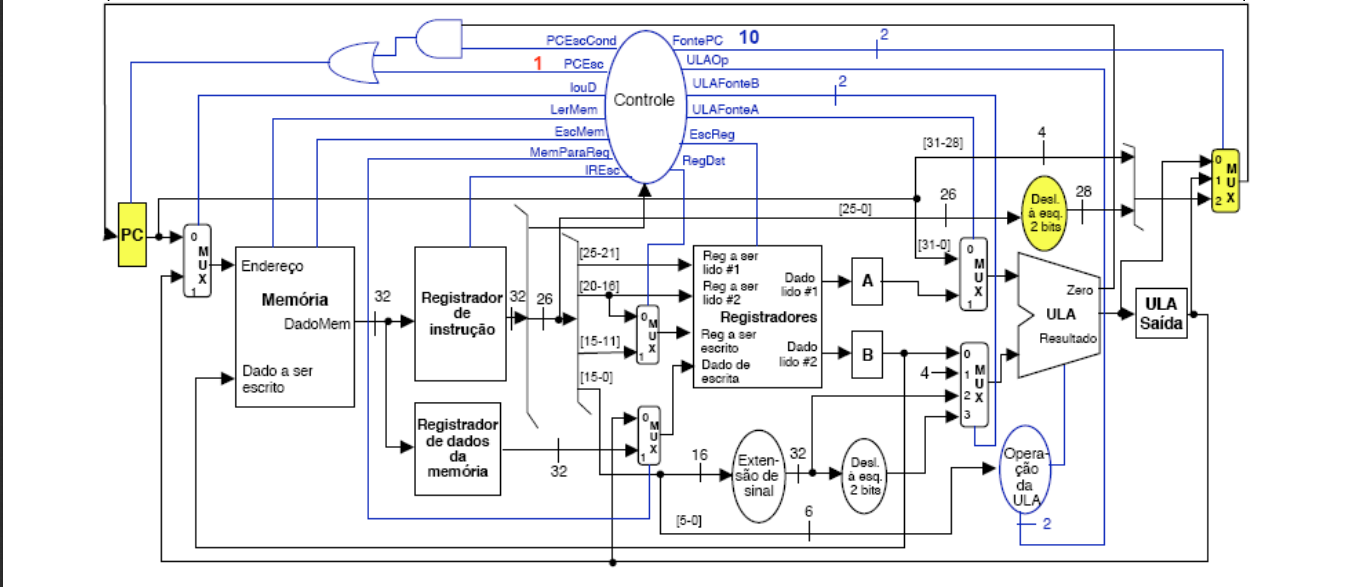 PCEscCond
FontePC 10
2
1 PCEsc
ULAOp
IouD
ULAFonteB
2
Controle
LerMem
ULAFonteA
EscMem
EscReg
MemParaReg
RegDst
IREsc
[31-28]
4
0
M
1 U
2 X
26
Desl.
à esq.
2 bits
28
[25-0]
PC
0
M
U
X
1
[31-0]
0
M
U
X
1
Endereço
Memória
DadoMem
Dado a ser
escrito
32
Registrador
de
instrução
32
26
[25-21]
[20-16]
[15-11]
[15-0]
0
M
U
X
1
Reg a ser
lido #1
Reg a ser
lido #2
Registradores
Reg a ser
escrito
Dado de
escrita
Dado
lido #1
Dado
lido #2
A
B
4
0
1 M
U
2 X
3
Zero
ULA
Resultado
ULA
Saída
Registrador
de dados
da
memória
32
0
M
U
X
1
16
Exten-
são de
sinal
32
Desl.
à esq.
2 bits
Opera-
ção
da
ULA
2
[5-0]
6